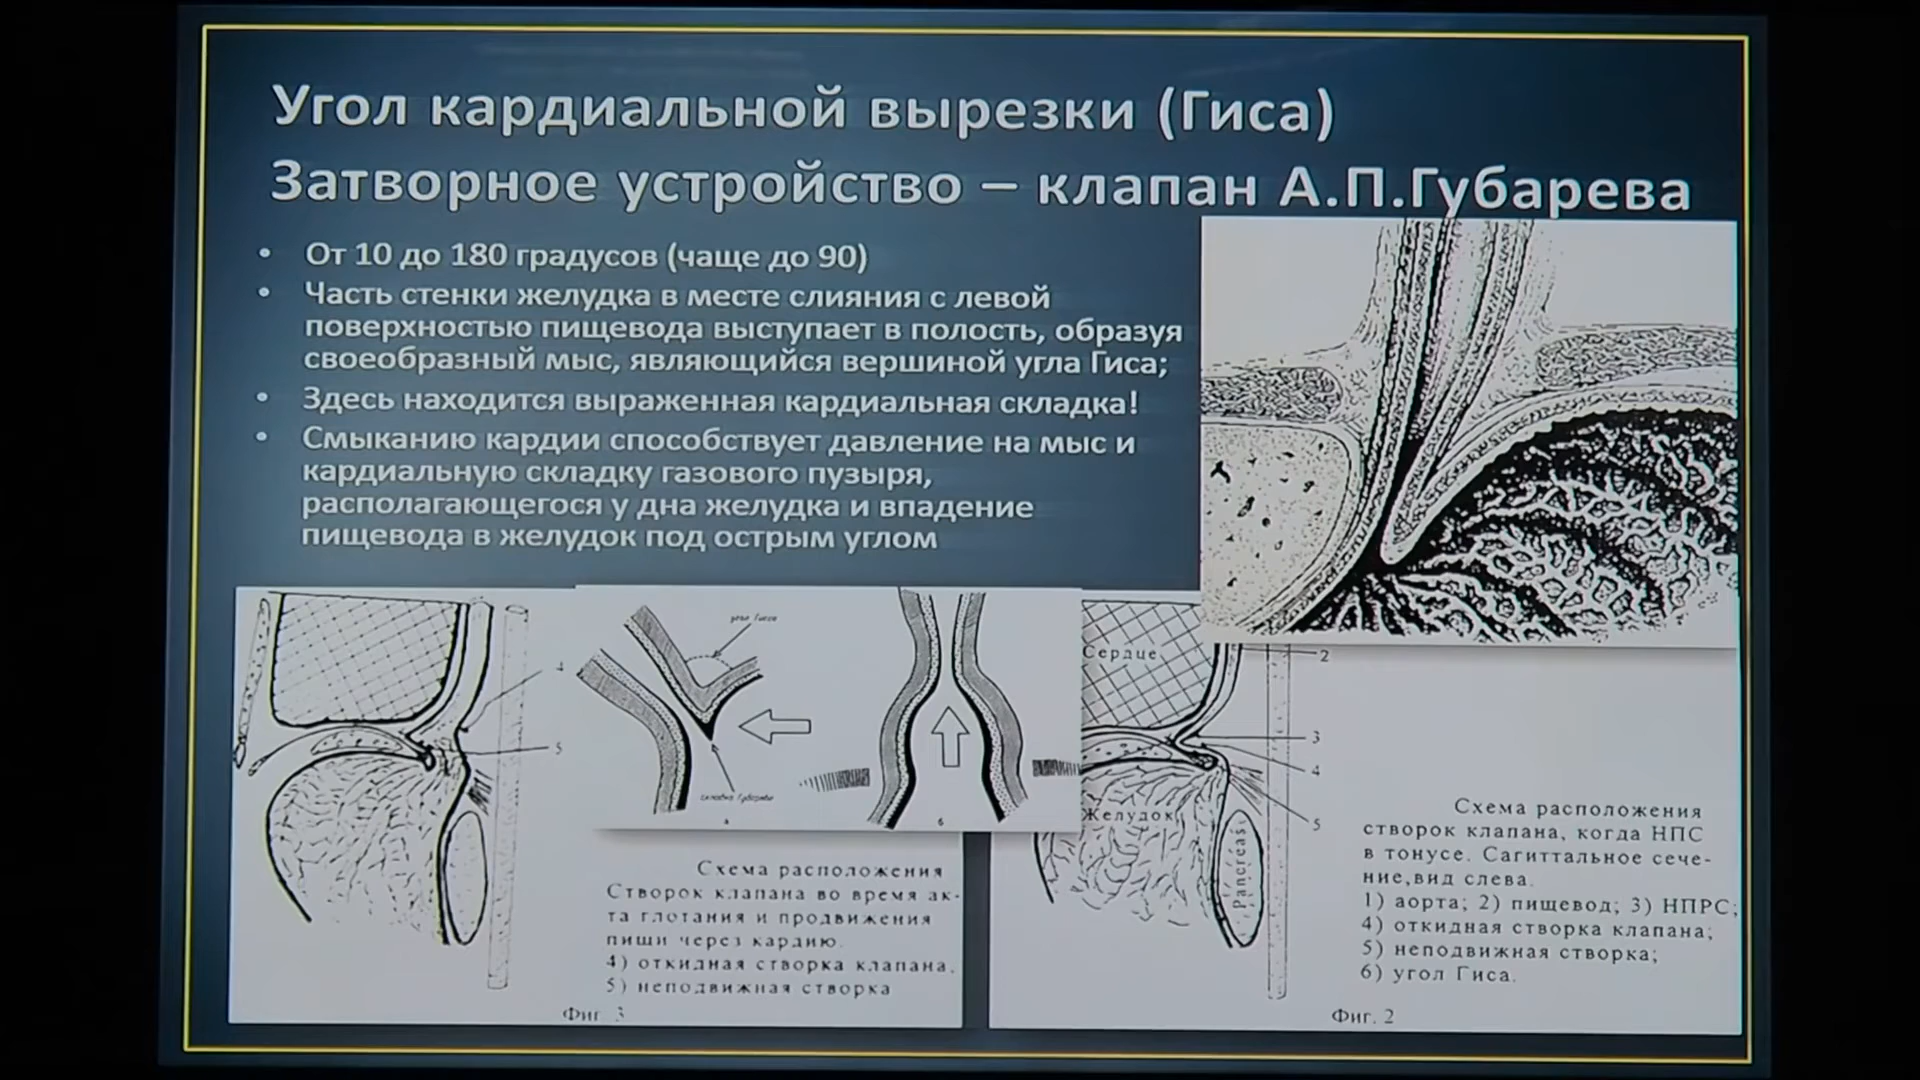 Угол кардиальной вырезки (Гиса)
Затворное устройство – клапан А.П.Губарева
• От 10 до 180 градусов (чаще до 90)
• Часть стенки желудка в месте слияния с левой
поверхностью пищевода выступает в полость, образуя
своеобразный мыс, являющийся вершиной угла Гиса;
• Здесь находится выраженная кардиальная складка!
• Смыканию кардии способствует давление на мыс и
кардиальную складку газового пузыря,
располагающегося у дна желудка и впадение
пищевода в желудок под острым углом
4
5
Схема расположения
Створок клапана во время ак-
та глотания и продвижения
пищи через кардию.
4) откидная створка клапана,
5) неподвижная створка
Фиг. 3
угол Гиса
складка Губарева
а
б
Сердце
Желудок
Pancreas
2
3
4
5
Схема расположения
створок клапана, когда НПС
в тонусе. Сагиттальное сече-
ние,вид слева.
1) аорта; 2) пищевод; 3) НПРС;
4) откидная створка клапана;
5) неподвижная створка;
6) угол Гиса.
Фиг. 2